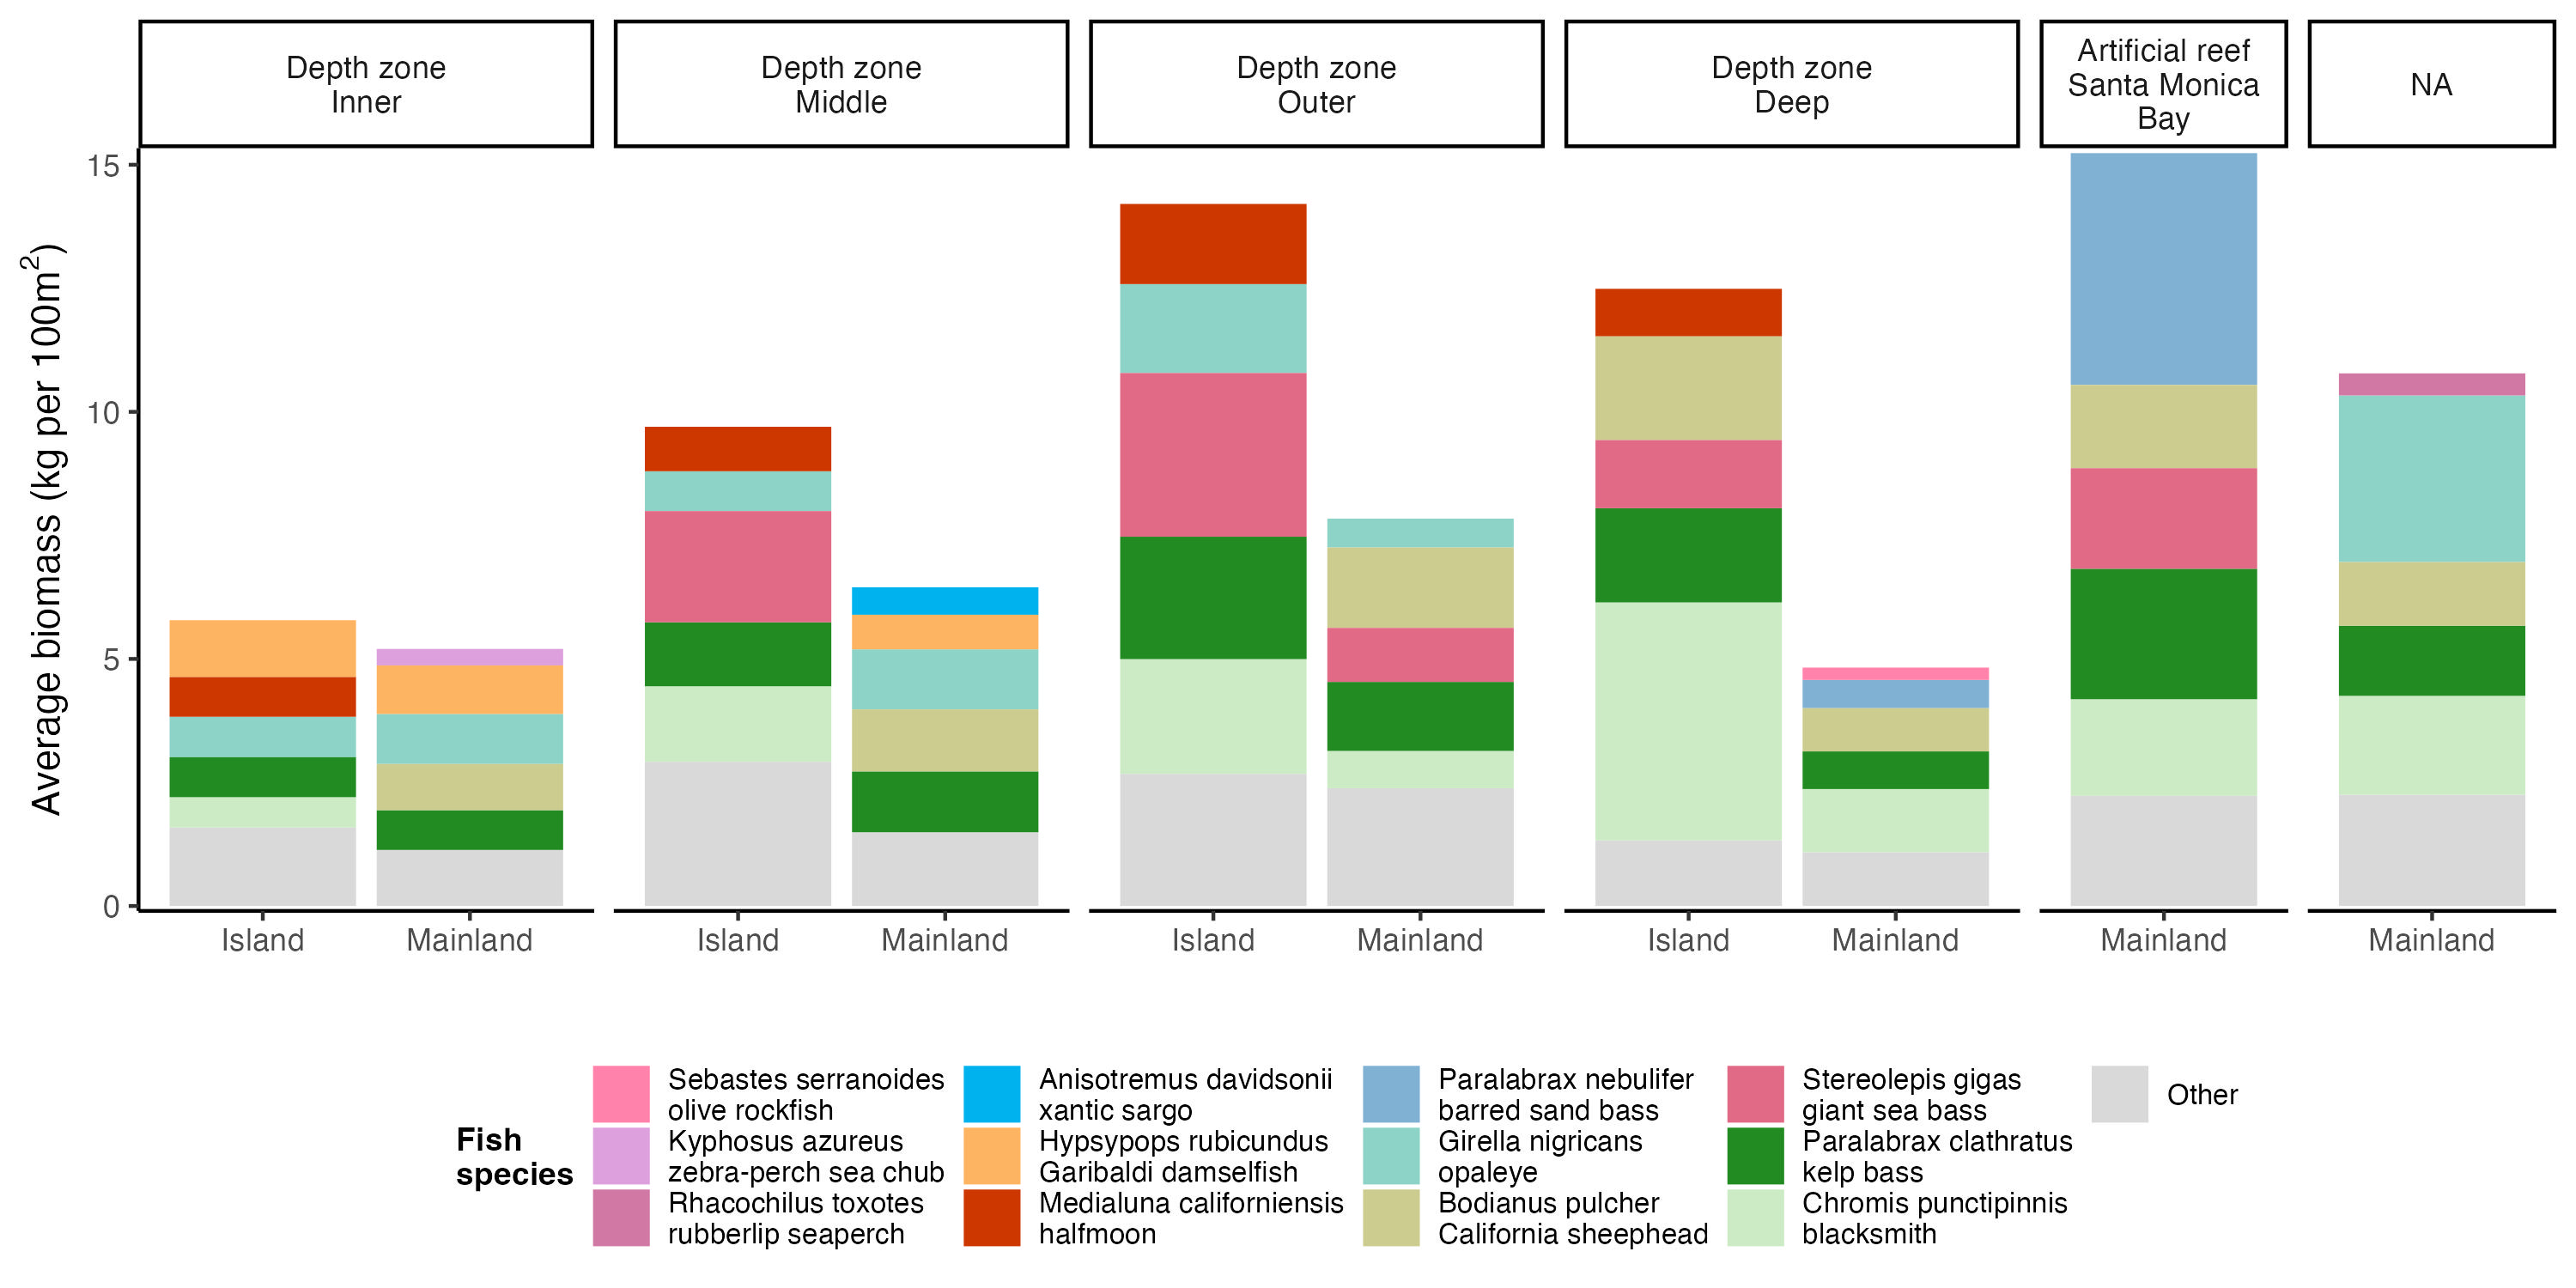 Depth zone
Inner
Depth zone
Middle
Depth zone
Outer
Depth zone
Deep
Artificial reef
Santa Monica
Bay
NA
Average biomass (kg per 100m²)
15
10
5
0
Island
Mainland
Island
Mainland
Island
Mainland
Island
Mainland
Mainland
Mainland
Fish
species
Sebastes serranoides
olive rockfish
Kyphosus azureus
zebra-perch sea chub
Rhacochilus toxotes
rubberlip seaperch
Anisotremus davidsonii
xantic sargo
Hypsypops rubicundus
Garibaldi damselfish
Medialuna californiensis
halfmoon
Paralabrax nebulifer
barred sand bass
Girella nigricans
opaleye
Bodianus pulcher
California sheephead
Stereolepis gigas
giant sea bass
Paralabrax clathratus
kelp bass
Chromis punctipinnis
blacksmith
Other